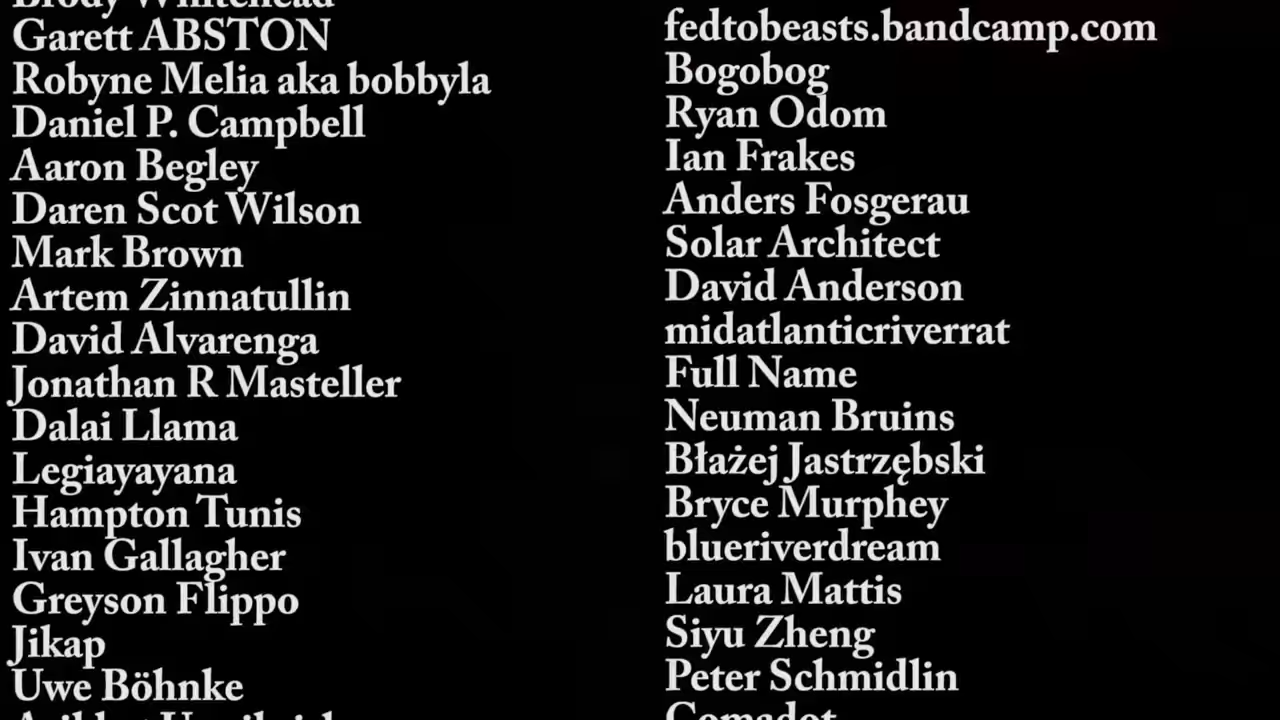 Brody Whitehead
Garett ABSTON
Robyne Melia aka bobbyla
Daniel P. Campbell
Aaron Begley
Daren Scot Wilson
Mark Brown
Artem Zinnatullin
David Alvarenga
Jonathan R Masteller
Dalai Llama
Legiayayana
Hampton Tunis
Ivan Gallagher
Greyson Flippo
Jikap
Uwe Böhnke
fedtobeasts.bandcamp.com
Bogobog
Ryan Odom
Ian Frakes
Anders Fosgerau
Solar Architect
David Anderson
midatlanticriverrat
Full Name
Neuman Bruins
Błażej Jastrzębski
Bryce Murphey
blueriverdream
Laura Mattis
Siyu Zheng
Peter Schmidlin